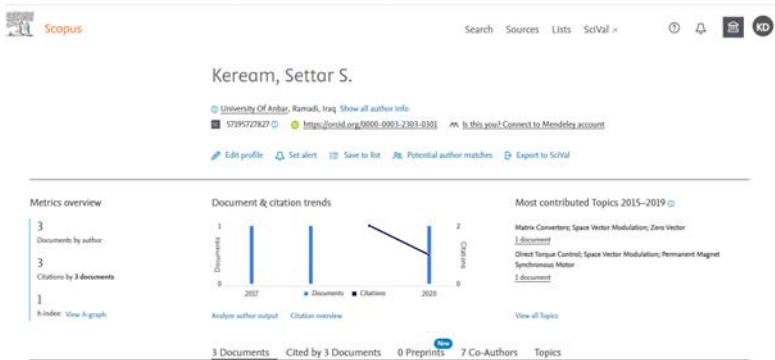 Scopus
Search Sources Lists SciVal ↗
KD
Keream, Settar S.
University Of Anbar, Ramadi, Iraq Show all author info
SC 57195727827 https://orcid.org/0000-0003-2303-0301 Is this you? Connect to Mendeley account
Edit profile Set alert Save to list Potential author matches Export to SciVal
Metrics overview
3
Documents by author
3
Citations by 3 documents
1
h-index: View h-graph
Document & citation trends
Documents
1
0
2017
2020
2
0
Citations
Documents Citations
Analyze author output Citation overview
Most contributed Topics 2015–2019
Matrix Converters; Space Vector Modulation; Zero Vector
1 document
Direct Torque Control; Space Vector Modulation; Permanent Magnet
Synchronous Motor
1 document
View all Topics
New
3 Documents Cited by 3 Documents 0 Preprints 7 Co-Authors Topics